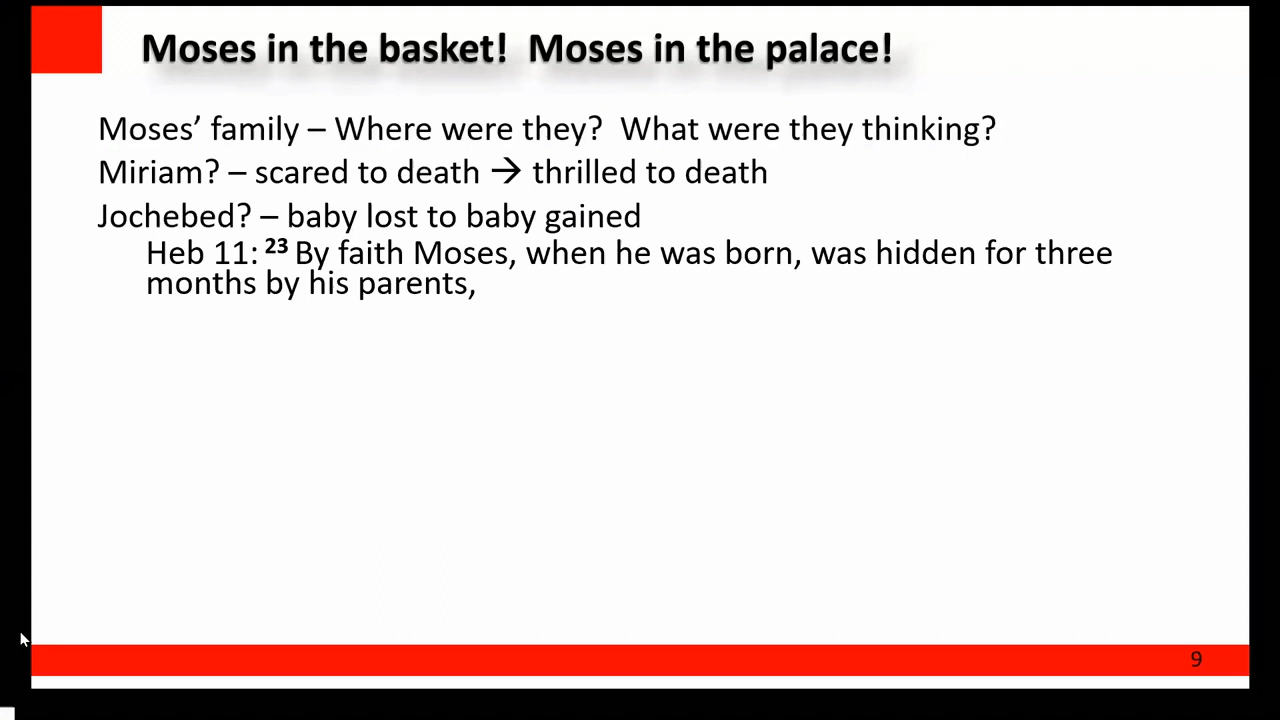 Moses in the basket!  Moses in the palace!
Moses’ family – Where were they?  What were they thinking?
Miriam? – scared to death → thrilled to death
Jochebed? – baby lost to baby gained
Heb 11: 23 By faith Moses, when he was born, was hidden for three
months by his parents,
9